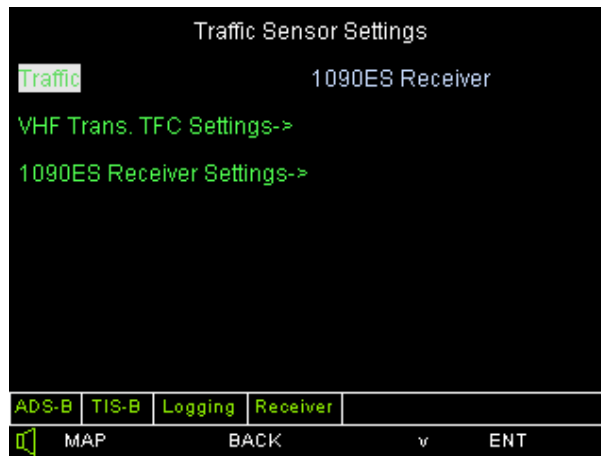 Traffic Sensor Settings
Traffic 1090ES Receiver
VHF Trans. TFC Settings->
1090ES Receiver Settings->
ADS-B TIS-B Logging Receiver
MAP BACK v ENT